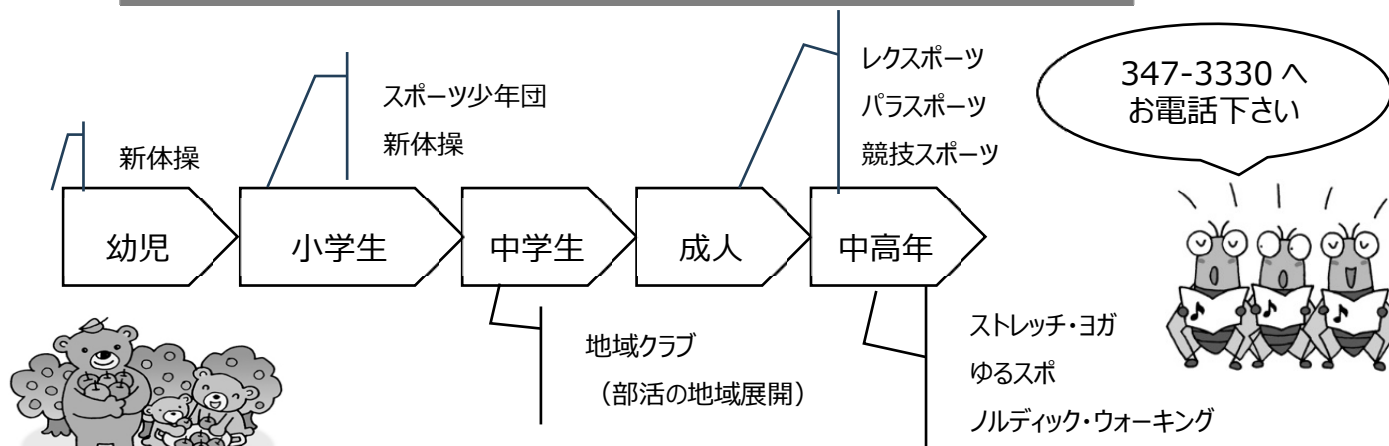 新体操
スポーツ少年団
新体操
レクスポーツ
パラスポーツ
競技スポーツ
347-3330 へ
お電話下さい
幼児
小学生
中学生
成人
中高年
地域クラブ
（部活の地域展開）
ストレッチ・ヨガ
ゆるスポ
ノルディック・ウォーキング